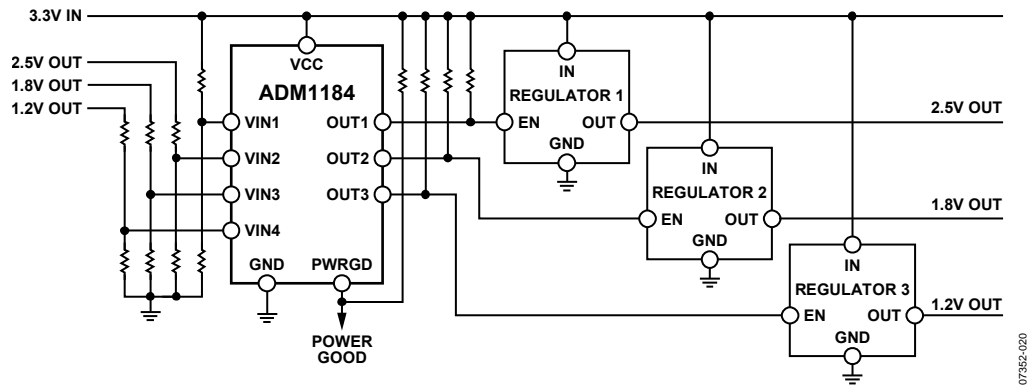 3.3V IN
2.5V OUT
1.8V OUT
1.2V OUT
VCC
ADM1184
VIN1
VIN2
VIN3
VIN4
OUT1
OUT2
OUT3
GND
PWRGD
POWER
GOOD
IN
REGULATOR 1
EN
OUT
GND
2.5V OUT
IN
REGULATOR 2
EN
OUT
GND
1.8V OUT
IN
REGULATOR 3
EN
OUT
GND
1.2V OUT
07352-020